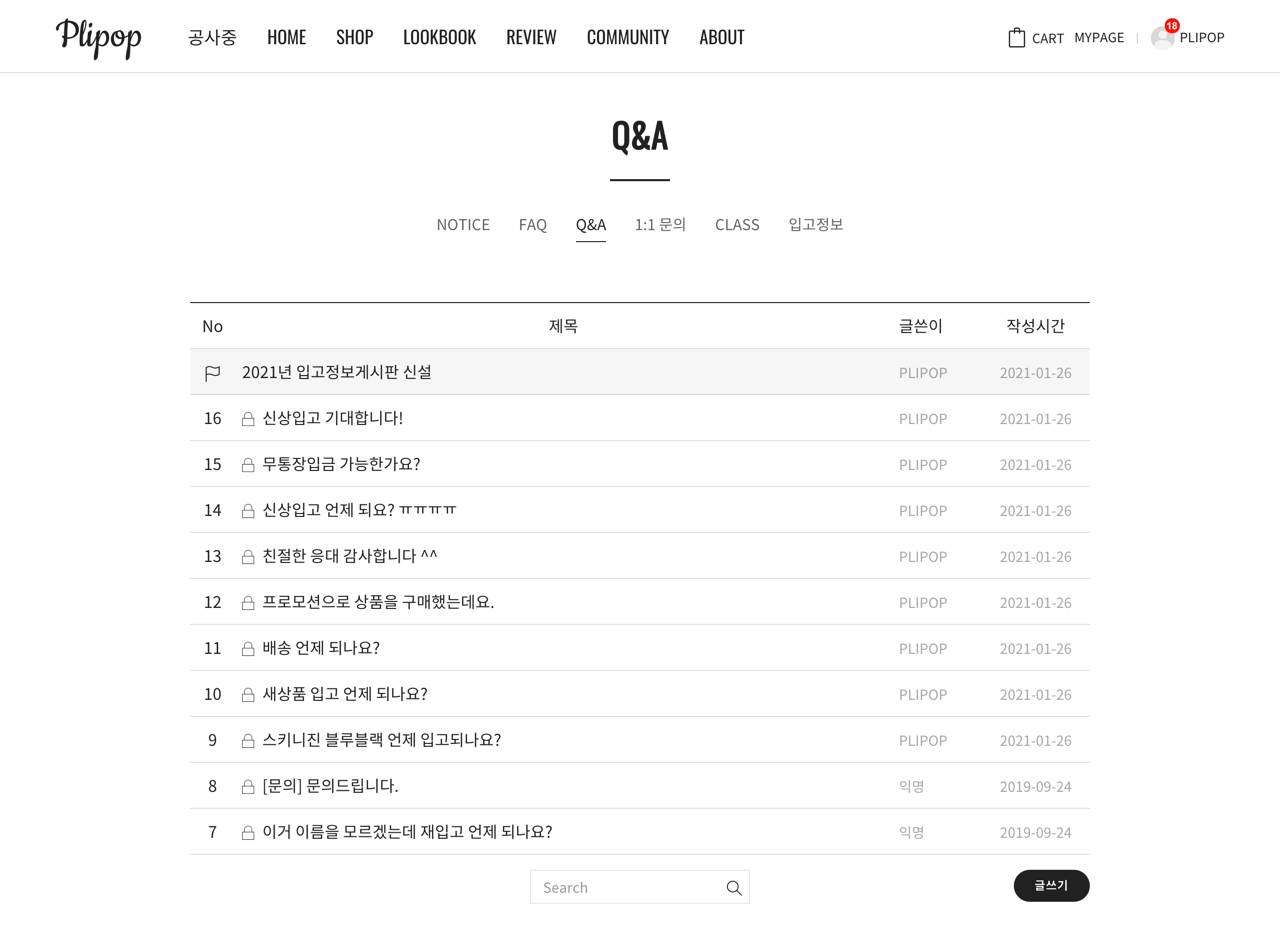 Plipop 공사중 HOME SHOP LOOKBOOK REVIEW COMMUNITY ABOUT CART MYPAGE 18 PLIPOP
Q&A
NOTICE FAQ Q&A 1:1 문의 CLASS 입고정보
No 제목 글쓴이 작성시간
2021년 입고정보게시판 신설 PLIPOP 2021-01-26
16 신상입고 기대합니다! PLIPOP 2021-01-26
15 무통장입금 가능한가요? PLIPOP 2021-01-26
14 신상입고 언제 되요? ㅠㅠㅠㅠ PLIPOP 2021-01-26
13 친절한 응대 감사합니다 ^^ PLIPOP 2021-01-26
12 프로모션으로 상품을 구매했는데요. PLIPOP 2021-01-26
11 배송 언제 되나요? PLIPOP 2021-01-26
10 새상품 입고 언제 되나요? PLIPOP 2021-01-26
9 스키니진 블루블랙 언제 입고되나요? PLIPOP 2021-01-26
8 [문의] 문의드립니다. 익명 2019-09-24
7 이거 이름을 모르겠는데 재입고 언제 되나요? 익명 2019-09-24
Search 글쓰기